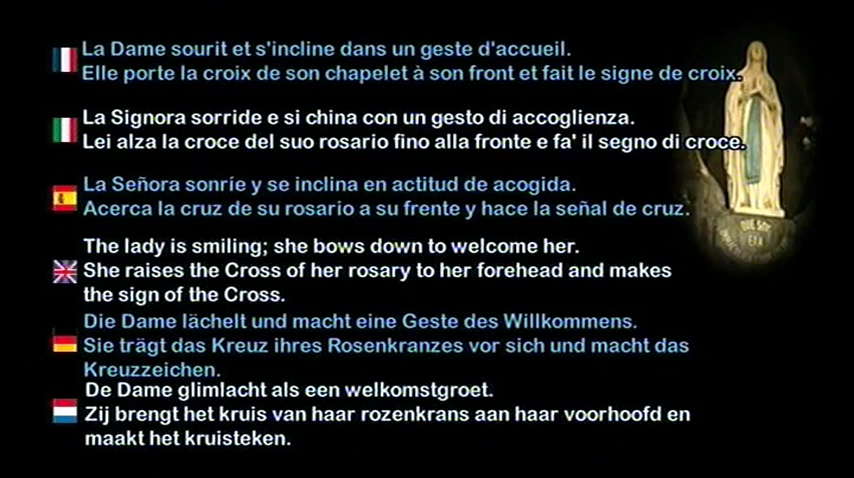 La Dame sourit et s'incline dans un geste d'accueil.
Elle porte la croix de son chapelet à son front et fait le signe de croix.
La Signora sorride e si china con un gesto di accoglienza.
Lei alza la croce del suo rosario fino alla fronte e fa' il segno di croce.
La Señora sonríe y se inclina en actitud de acogida.
Acerca la cruz de su rosario a su frente y hace la señal de cruz.
The lady is smiling; she bows down to welcome her.
She raises the Cross of her rosary to her forehead and makes
the sign of the Cross.
Die Dame lächelt und macht eine Geste des Willkommens.
Sie trägt das Kreuz ihres Rosenkranzes vor sich und macht das
Kreuzzeichen.
De Dame glimlacht als een welkomstgroet.
Zij brengt het kruis van haar rozenkrans aan haar voorhoofd en
maakt het kruisteken.
QUE SOY
ERA